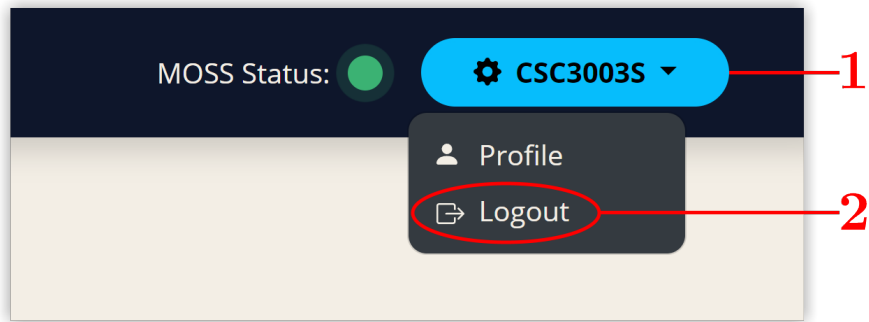 MOSS Status:
CSC3003S
1
Profile
Logout
2